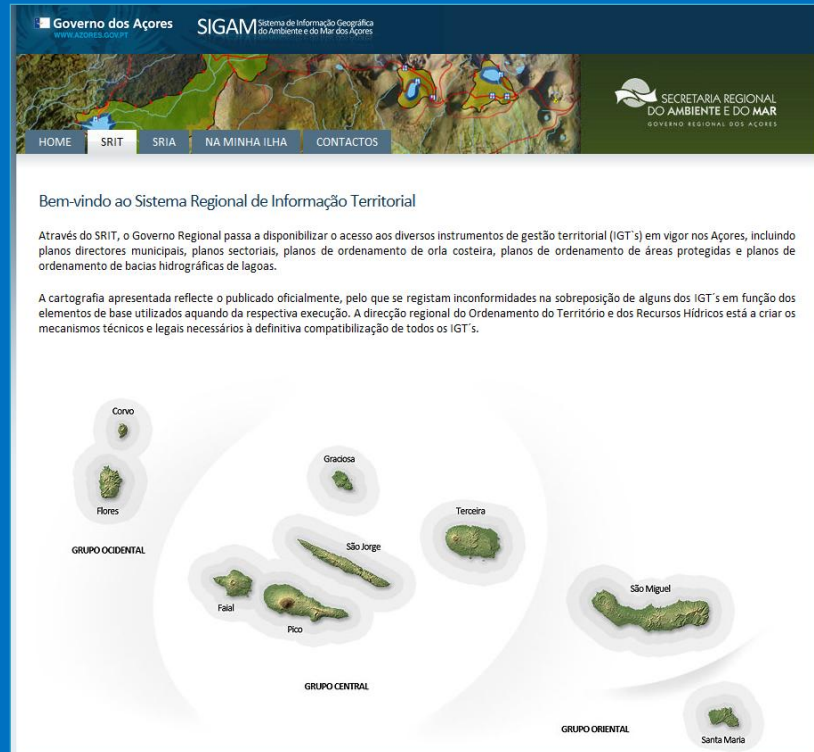 Governo dos Açores
WWW.AZORES.GOV.PT
SIGAM Sistema de Informação Geográfica
do Ambiente e do Mar dos Açores
SECRETARIA REGIONAL
DO AMBIENTE E DO MAR
GOVERNO REGIONAL DOS AÇORES
HOME SRIT SRIA NA MINHA ILHA CONTACTOS
Bem-vindo ao Sistema Regional de Informação Territorial
Através do SRIT, o Governo Regional passa a disponibilizar o acesso aos diversos instrumentos de gestão territorial (IGT`s) em vigor nos Açores, incluindo
planos directores municipais, planos sectoriais, planos de ordenamento de orla costeira, planos de ordenamento de áreas protegidas e planos de
ordenamento de bacias hidrográficas de lagoas.
A cartografia apresentada reflecte o publicado oficialmente, pelo que se registam inconformidades na sobreposição de alguns dos IGT´s em função dos
elementos de base utilizados aquando da respectiva execução. A direcção regional do Ordenamento do Território e dos Recursos Hídricos está a criar os
mecanismos técnicos e legais necessários à definitiva compatibilização de todos os IGT´s.
Corvo
Flores
GRUPO OCIDENTAL
Graciosa
Terceira
São Jorge
Faial
Pico
GRUPO CENTRAL
São Miguel
GRUPO ORIENTAL
Santa Maria